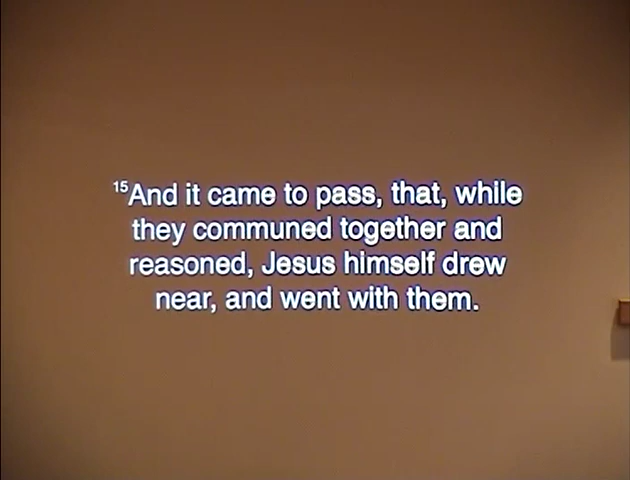 ¹⁵And it came to pass, that, while
they communed together and
reasoned, Jesus himself drew
near, and went with them.